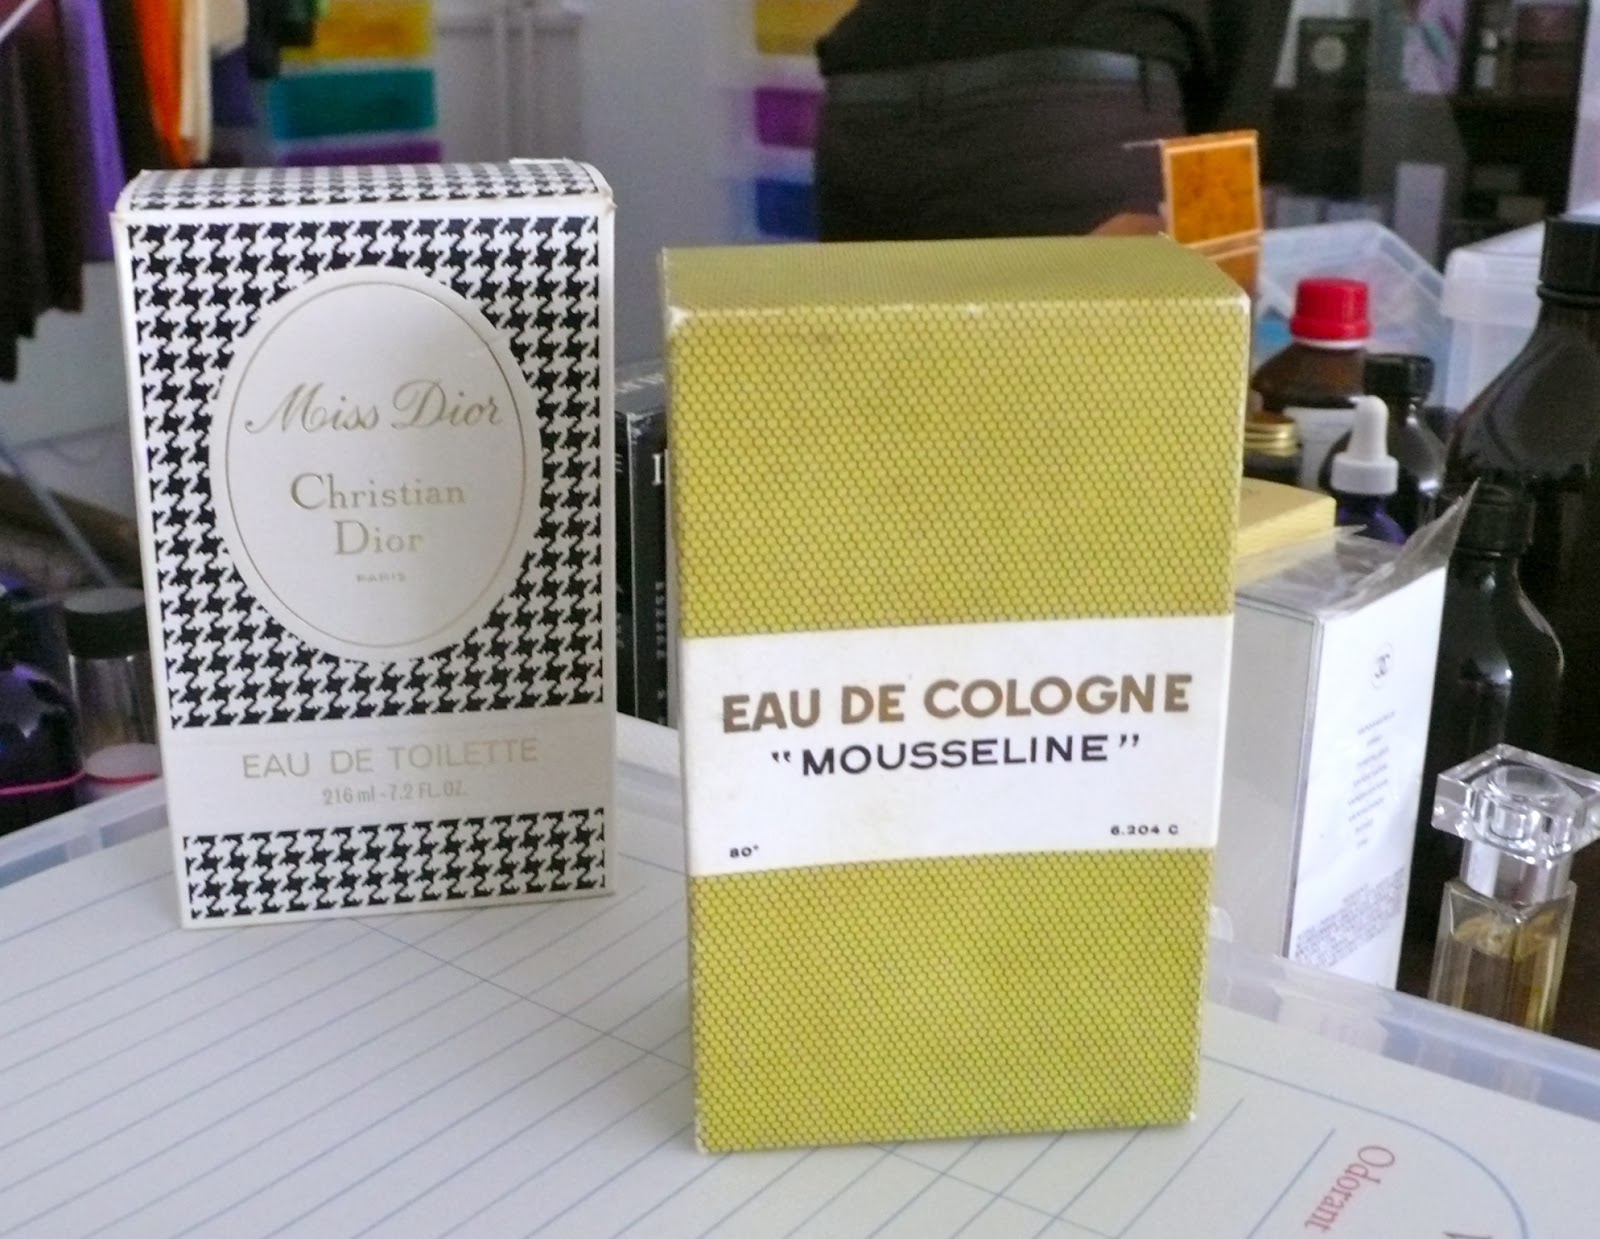 Miss Dior
Christian
Dior
PARIS
EAU DE TOILETTE
216 ml - 7.2 FL. OZ.
EAU DE COLOGNE
"MOUSSELINE"
80°
6.204 C
Odorant